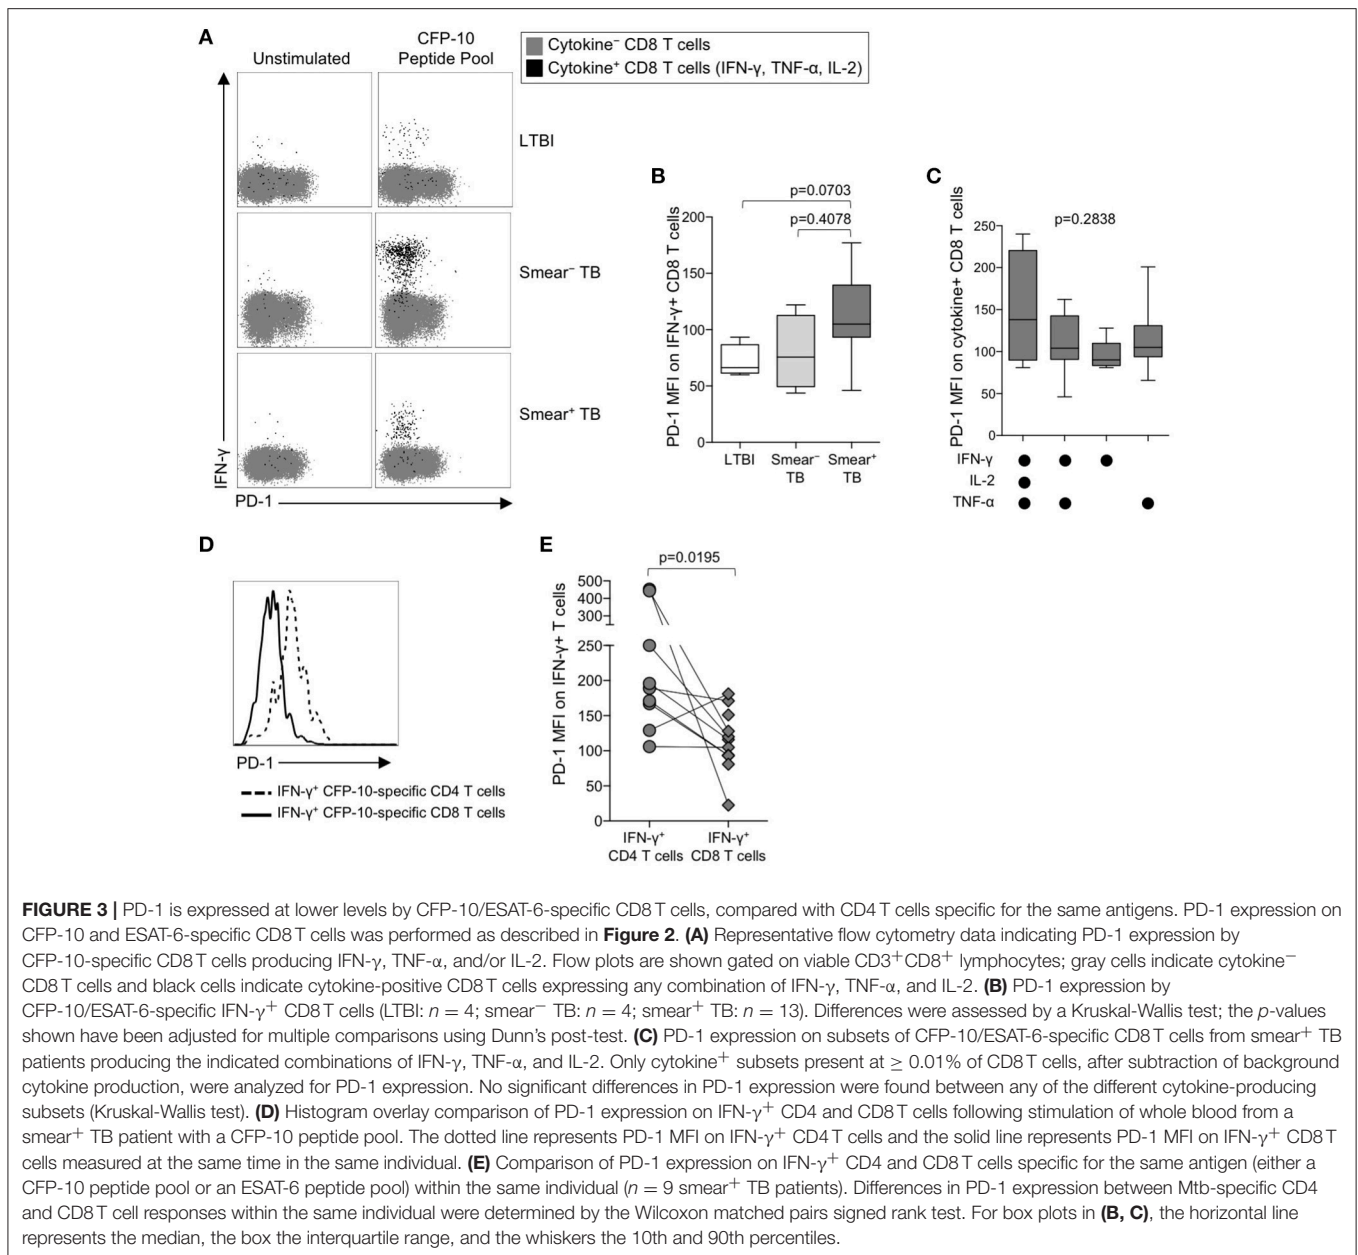 A
Unstimulated
CFP-10
Peptide Pool
Cytokine⁻ CD8 T cells
Cytokine⁺ CD8 T cells (IFN-γ, TNF-α, IL-2)
LTBI
Smear⁻ TB
Smear⁺ TB
IFN-γ
PD-1
B
PD-1 MFI on IFN-γ+ CD8 T cells
p=0.0703
p=0.4078
200
150
100
50
0
LTBI
Smear⁻
TB
Smear⁺
TB
C
PD-1 MFI on cytokine+ CD8 T cells
p=0.2838
250
200
150
100
50
0
IFN-γ
IL-2
TNF-α
D
PD-1
IFN-γ⁺ CFP-10-specific CD4 T cells
IFN-γ⁺ CFP-10-specific CD8 T cells
E
p=0.0195
PD-1 MFI on IFN-γ+ T cells
500
400
300
250
200
150
100
50
0
IFN-γ⁺
CD4 T cells
IFN-γ⁺
CD8 T cells
FIGURE 3 | PD-1 is expressed at lower levels by CFP-10/ESAT-6-specific CD8 T cells, compared with CD4 T cells specific for the same antigens. PD-1 expression on
CFP-10 and ESAT-6-specific CD8 T cells was performed as described in Figure 2. (A) Representative flow cytometry data indicating PD-1 expression by
CFP-10-specific CD8 T cells producing IFN-γ, TNF-α, and/or IL-2. Flow plots are shown gated on viable CD3⁺CD8⁺ lymphocytes; gray cells indicate cytokine⁻
CD8 T cells and black cells indicate cytokine-positive CD8 T cells expressing any combination of IFN-γ, TNF-α, and IL-2. (B) PD-1 expression by
CFP-10/ESAT-6-specific IFN-γ⁺ CD8 T cells (LTBI: n = 4; smear⁻ TB: n = 4; smear⁺ TB: n = 13). Differences were assessed by a Kruskal-Wallis test; the p-values
shown have been adjusted for multiple comparisons using Dunn's post-test. (C) PD-1 expression on subsets of CFP-10/ESAT-6-specific CD8 T cells from smear⁺ TB
patients producing the indicated combinations of IFN-γ, TNF-α, and IL-2. Only cytokine⁺ subsets present at ≥ 0.01% of CD8 T cells, after subtraction of background
cytokine production, were analyzed for PD-1 expression. No significant differences in PD-1 expression were found between any of the different cytokine-producing
subsets (Kruskal-Wallis test). (D) Histogram overlay comparison of PD-1 expression on IFN-γ⁺ CD4 and CD8 T cells following stimulation of whole blood from a
smear⁺ TB patient with a CFP-10 peptide pool. The dotted line represents PD-1 MFI on IFN-γ⁺ CD4 T cells and the solid line represents PD-1 MFI on IFN-γ⁺ CD8 T
cells measured at the same time in the same individual. (E) Comparison of PD-1 expression on IFN-γ⁺ CD4 and CD8 T cells specific for the same antigen (either a
CFP-10 peptide pool or an ESAT-6 peptide pool) within the same individual (n = 9 smear⁺ TB patients). Differences in PD-1 expression between Mtb-specific CD4
and CD8 T cell responses within the same individual were determined by the Wilcoxon matched pairs signed rank test. For box plots in (B, C), the horizontal line
represents the median, the box the interquartile range, and the whiskers the 10th and 90th percentiles.